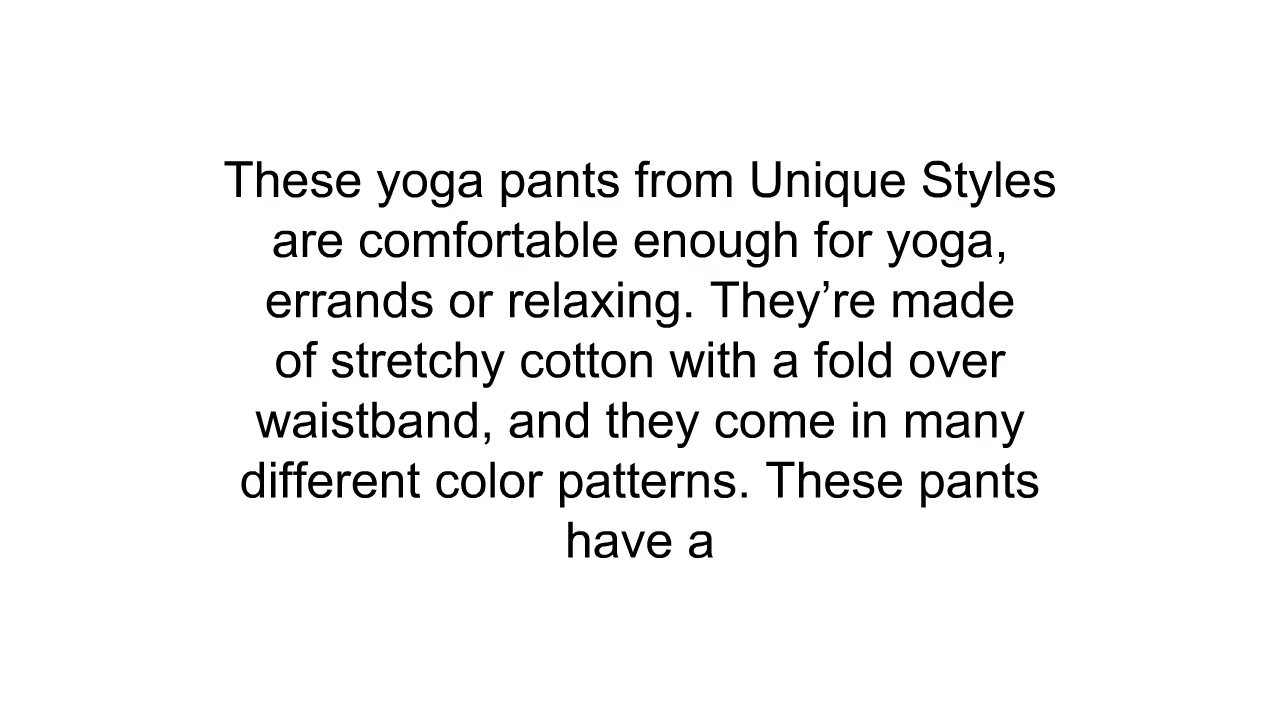 These yoga pants from Unique Styles
are comfortable enough for yoga,
errands or relaxing. They’re made
of stretchy cotton with a fold over
waistband, and they come in many
different color patterns. These pants
have a